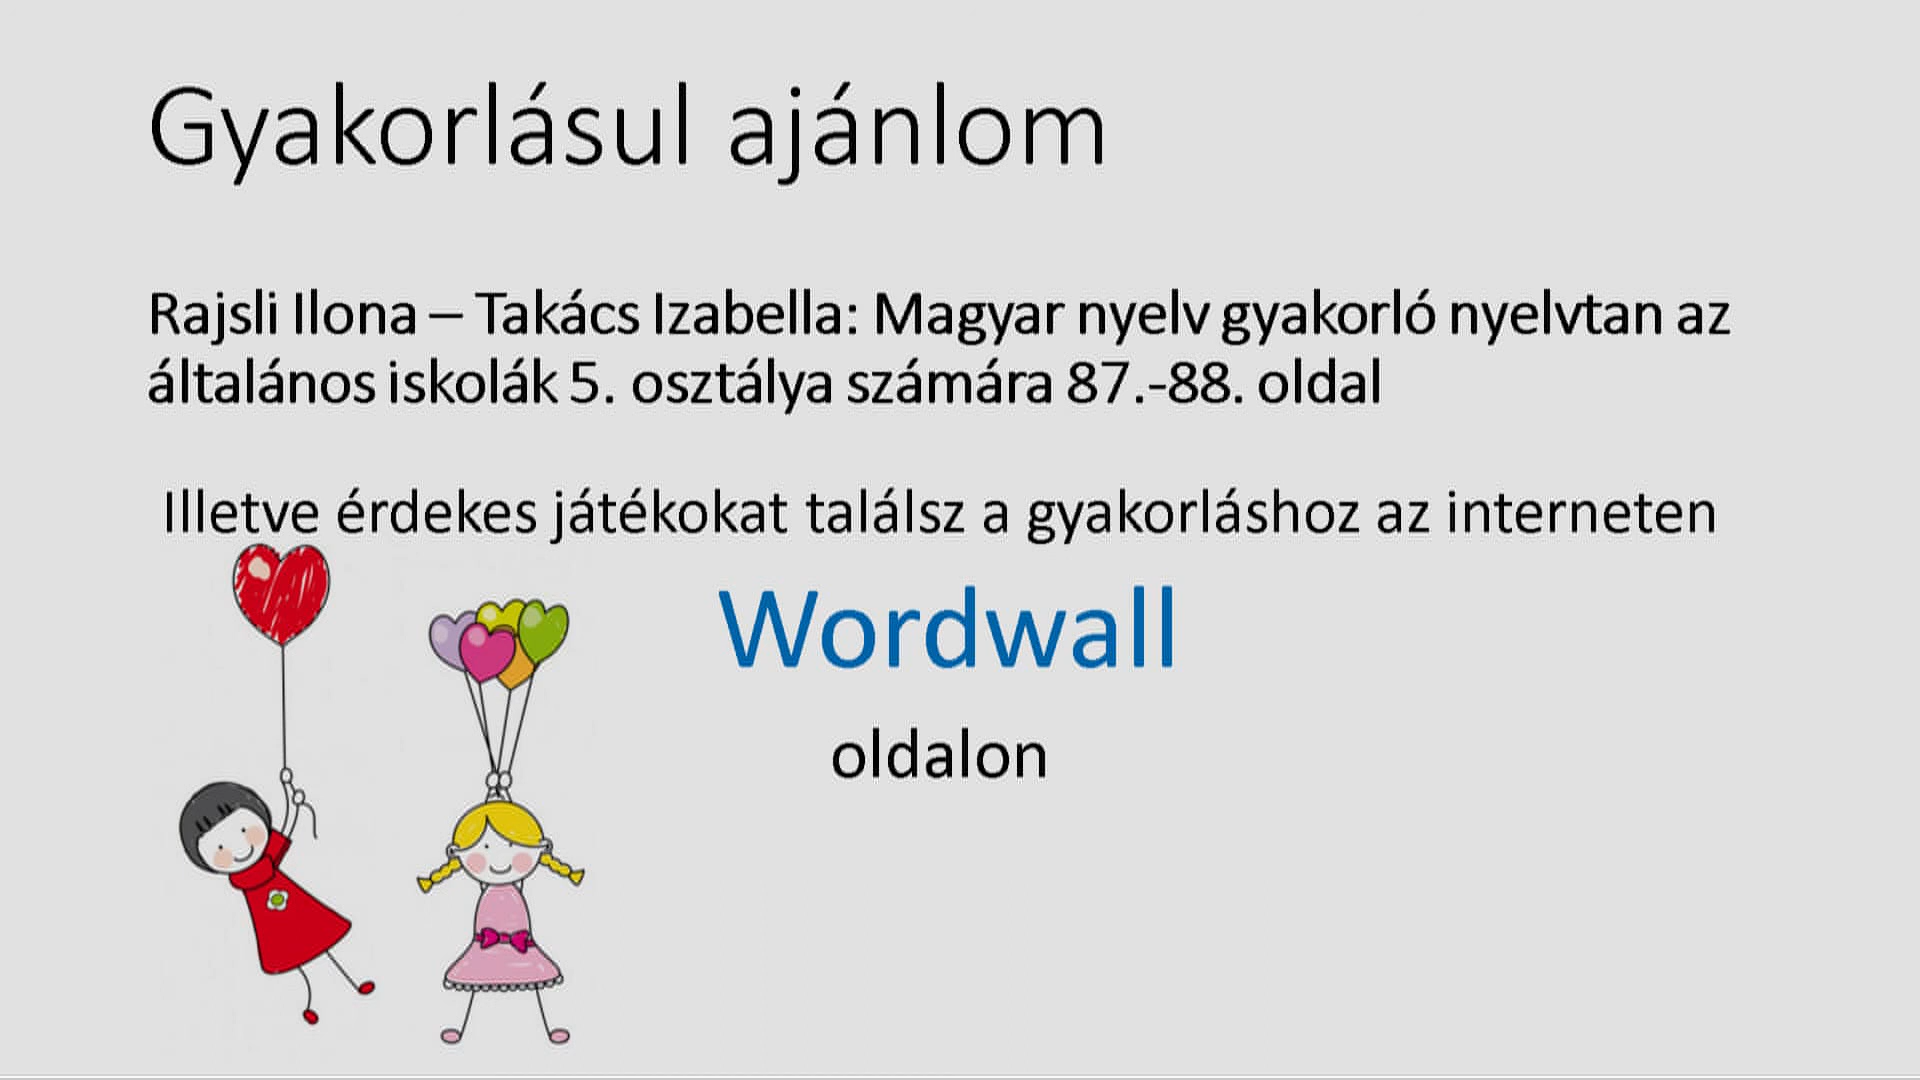 Gyakorlásul ajánlom
Rajsli Ilona – Takács Izabella: Magyar nyelv gyakorló nyelvtan az
általános iskolák 5. osztálya számára 87.-88. oldal
Illetve érdekes játékokat találsz a gyakorláshoz az interneten
Wordwall
oldalon